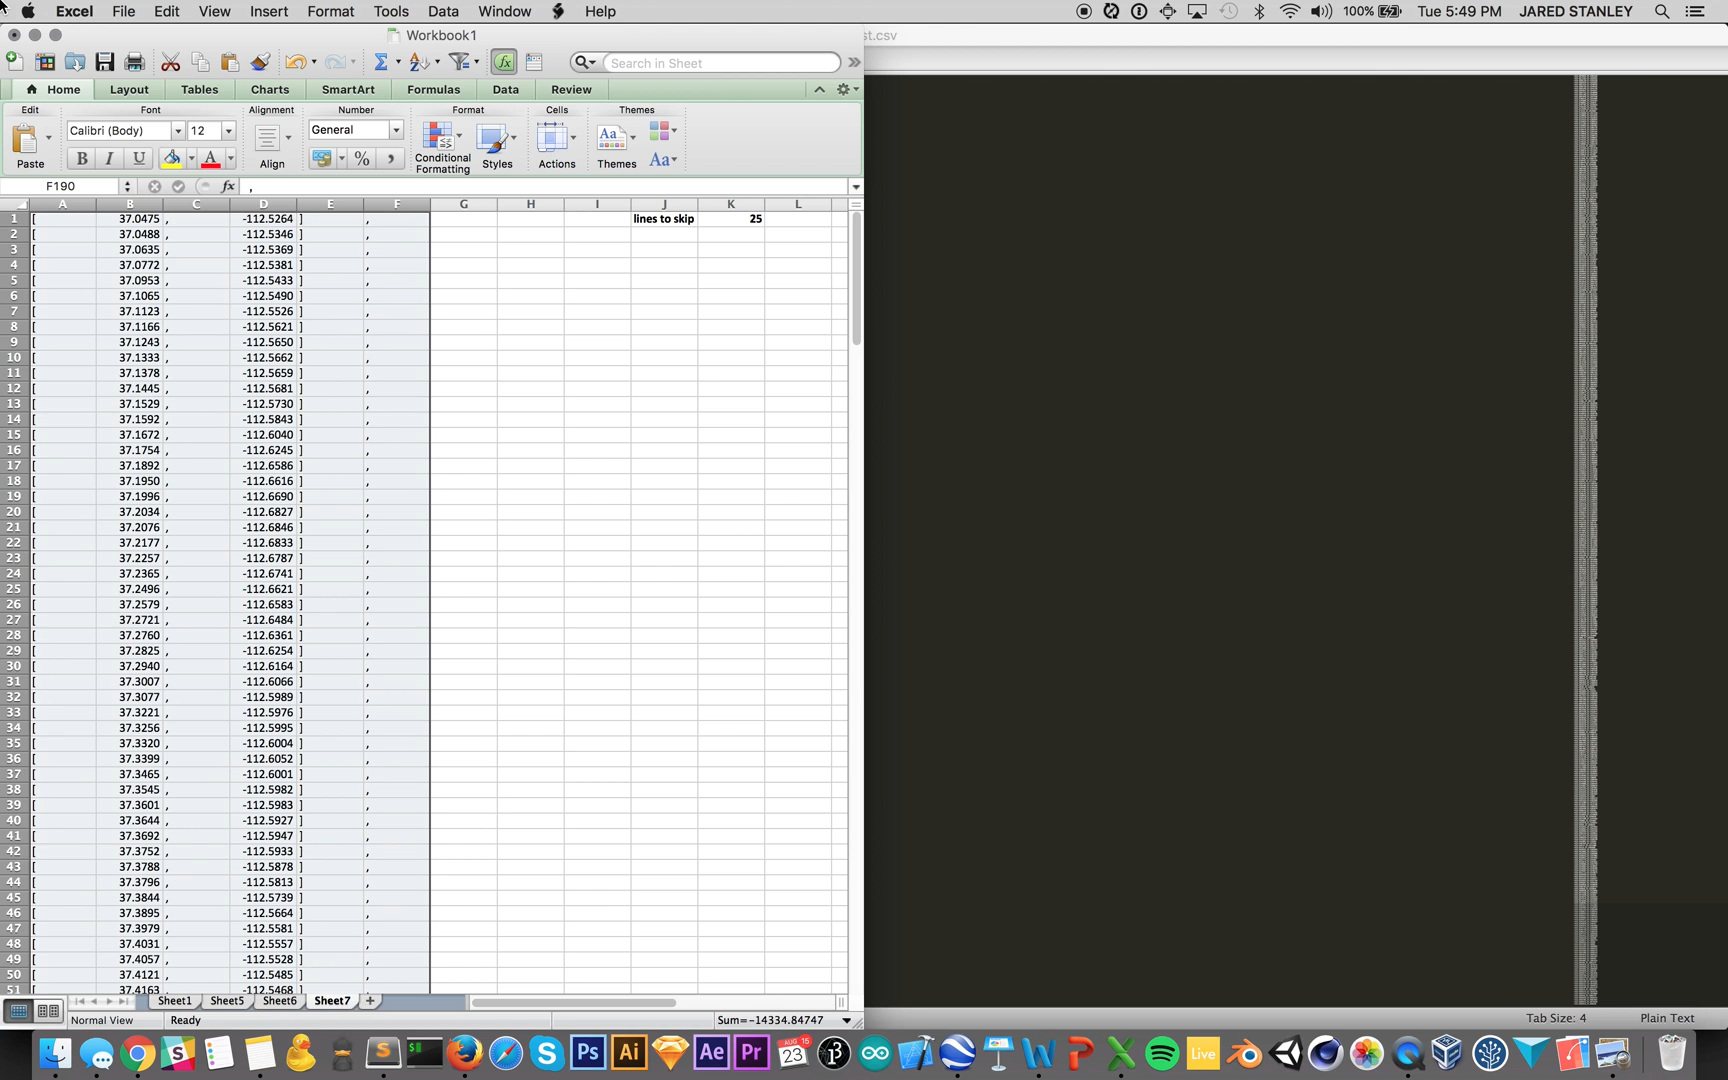 Excel File Edit View Insert Format Tools Data Window Help 100% Tue 5:49 PM JARED STANLEY
Workbook1 st.csv
Search in Sheet
Home Layout Tables Charts SmartArt Formulas Data Review
Edit Font Alignment Number Format Cells Themes
Calibri (Body) 12 General Aa
B I U A % , Aa
Paste Align Conditional Formatting Styles Actions Themes
F190 fx ,
A B C D E F G H I J K L
1 [ 37.0475 , -112.5264 ] , lines to skip 25
2 [ 37.0488 , -112.5346 ] ,
3 [ 37.0635 , -112.5369 ] ,
4 [ 37.0772 , -112.5381 ] ,
5 [ 37.0953 , -112.5433 ] ,
6 [ 37.1065 , -112.5490 ] ,
7 [ 37.1123 , -112.5526 ] ,
8 [ 37.1166 , -112.5621 ] ,
9 [ 37.1243 , -112.5650 ] ,
10 [ 37.1333 , -112.5662 ] ,
11 [ 37.1378 , -112.5659 ] ,
12 [ 37.1445 , -112.5681 ] ,
13 [ 37.1529 , -112.5730 ] ,
14 [ 37.1592 , -112.5843 ] ,
15 [ 37.1672 , -112.6040 ] ,
16 [ 37.1754 , -112.6245 ] ,
17 [ 37.1892 , -112.6586 ] ,
18 [ 37.1950 , -112.6616 ] ,
19 [ 37.1996 , -112.6690 ] ,
20 [ 37.2034 , -112.6827 ] ,
21 [ 37.2076 , -112.6846 ] ,
22 [ 37.2177 , -112.6833 ] ,
23 [ 37.2257 , -112.6787 ] ,
24 [ 37.2365 , -112.6741 ] ,
25 [ 37.2496 , -112.6621 ] ,
26 [ 37.2579 , -112.6583 ] ,
27 [ 37.2721 , -112.6484 ] ,
28 [ 37.2760 , -112.6361 ] ,
29 [ 37.2825 , -112.6254 ] ,
30 [ 37.2940 , -112.6164 ] ,
31 [ 37.3007 , -112.6066 ] ,
32 [ 37.3077 , -112.5989 ] ,
33 [ 37.3221 , -112.5976 ] ,
34 [ 37.3256 , -112.5995 ] ,
35 [ 37.3320 , -112.6004 ] ,
36 [ 37.3399 , -112.6052 ] ,
37 [ 37.3465 , -112.6001 ] ,
38 [ 37.3545 , -112.5982 ] ,
39 [ 37.3601 , -112.5983 ] ,
40 [ 37.3644 , -112.5927 ] ,
41 [ 37.3692 , -112.5947 ] ,
42 [ 37.3752 , -112.5933 ] ,
43 [ 37.3788 , -112.5878 ] ,
44 [ 37.3796 , -112.5813 ] ,
45 [ 37.3844 , -112.5739 ] ,
46 [ 37.3895 , -112.5664 ] ,
47 [ 37.3979 , -112.5581 ] ,
48 [ 37.4031 , -112.5557 ] ,
49 [ 37.4057 , -112.5528 ] ,
50 [ 37.4121 , -112.5485 ] ,
51 [ 37.4163 , -112.5468 ] ,
Sheet1 Sheet5 Sheet6 Sheet7
Normal View Ready Sum=-14334.84747 Tab Size: 4 Plain Text
Ps Ai Ae Pr AUG 23 15 Live